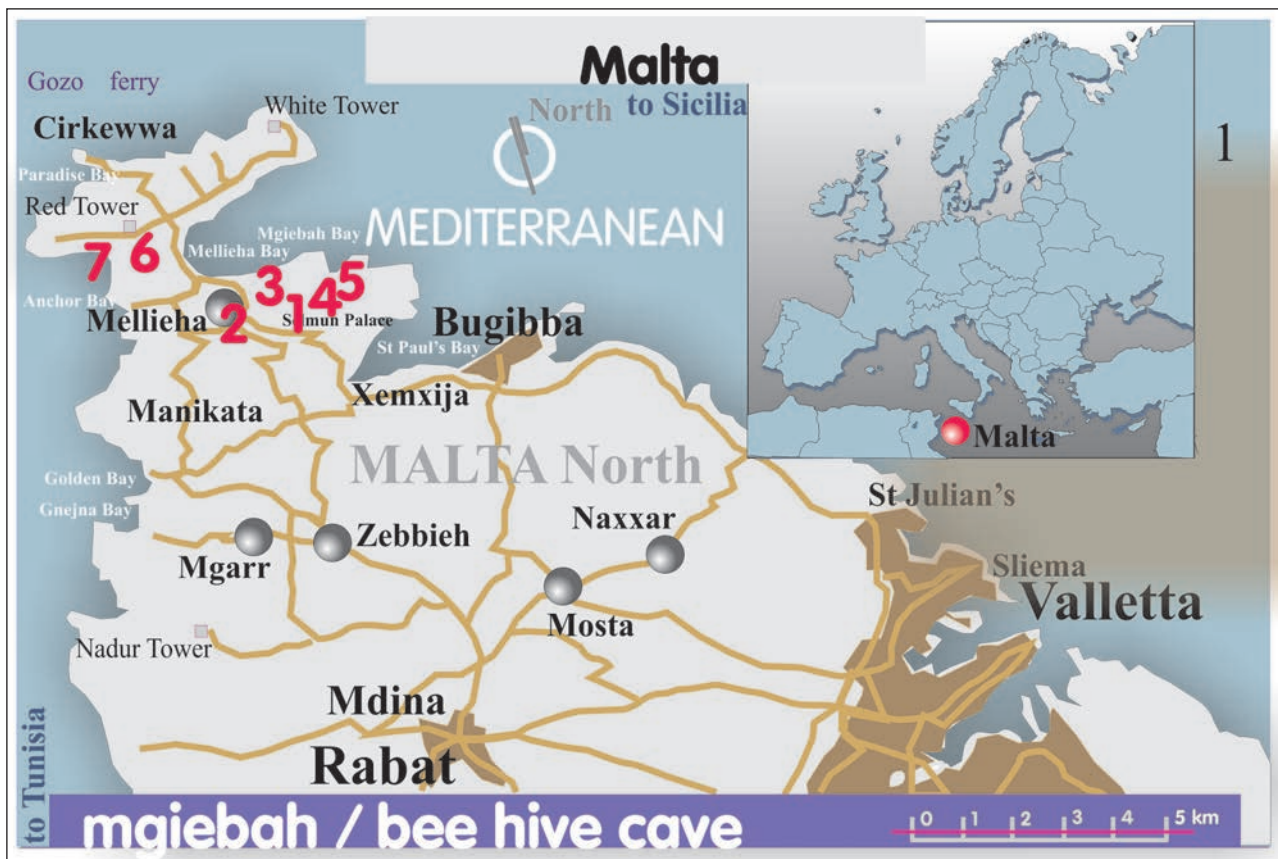 Malta
Gozo ferry
to Sicilia
North
White Tower
Cirkewwa
1
Paradise Bay
Red Tower
MEDITERRANEAN
Mgiebah Bay
Mellieha Bay
7
6
3
1
4
5
Anchor Bay
Mellieha
2
Selmun Palace
Bugibba
St Paul's Bay
Xemxija
Manikata
Malta
MALTA North
Golden Bay
Gnejna Bay
St Julian's
Naxxar
Zebbieh
Mgarr
Sliema
Valletta
Mosta
Nadur Tower
Mdina
Rabat
to Tunisia
mgiebah / bee hive cave
0 1 2 3 4 5 km